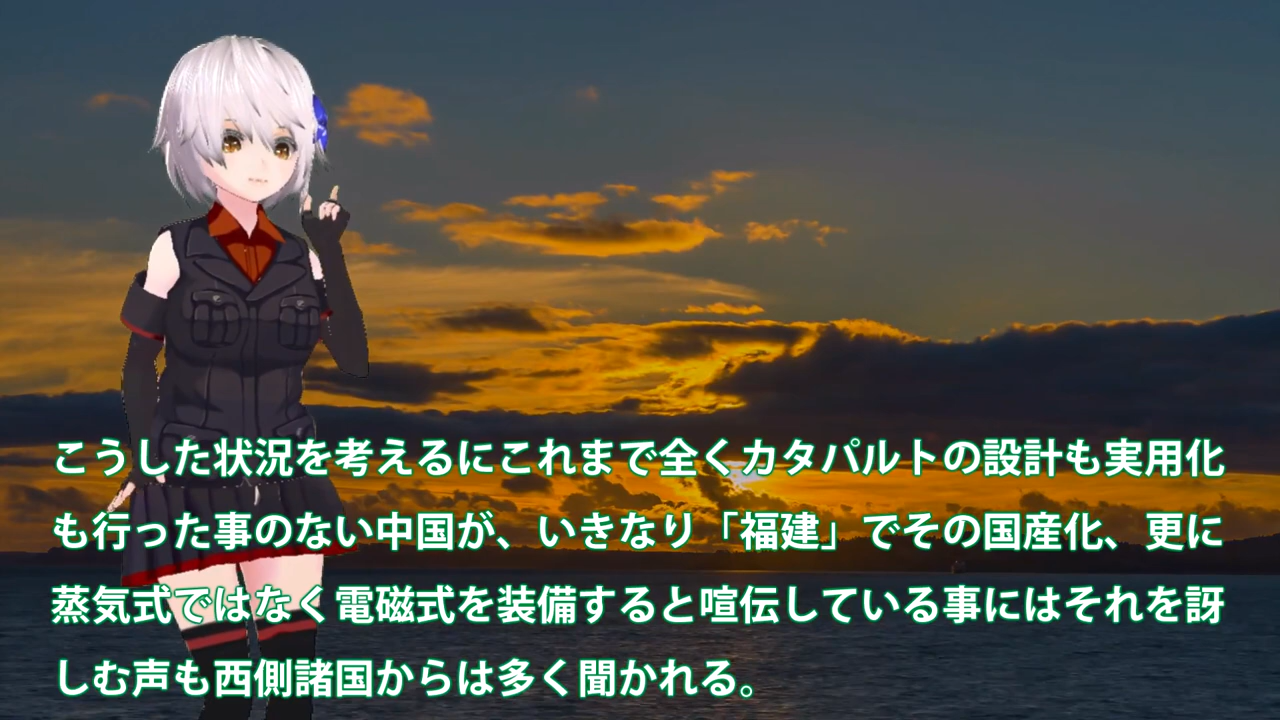 こうした状況を考えるにこれまで全くカタパルトの設計も実用化
も行った事のない中国が、いきなり「福建」でその国産化、更に
蒸気式ではなく電磁式を装備すると喧伝している事にはそれを訝
しむ声も西側諸国からは多く聞かれる。